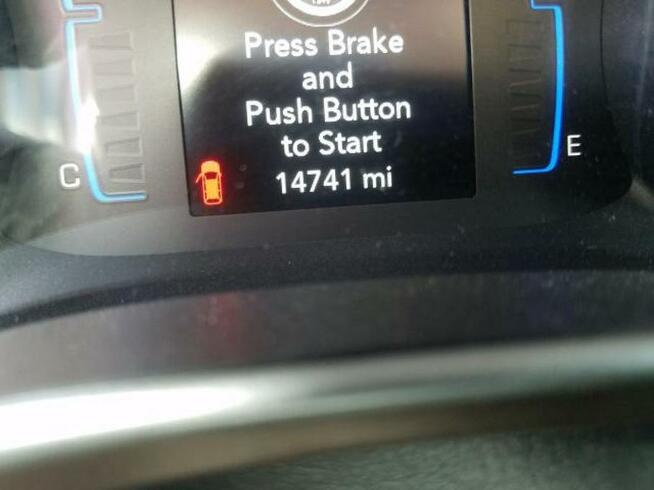 Press Brake
and
Push Button
to Start
14741 mi
C
E